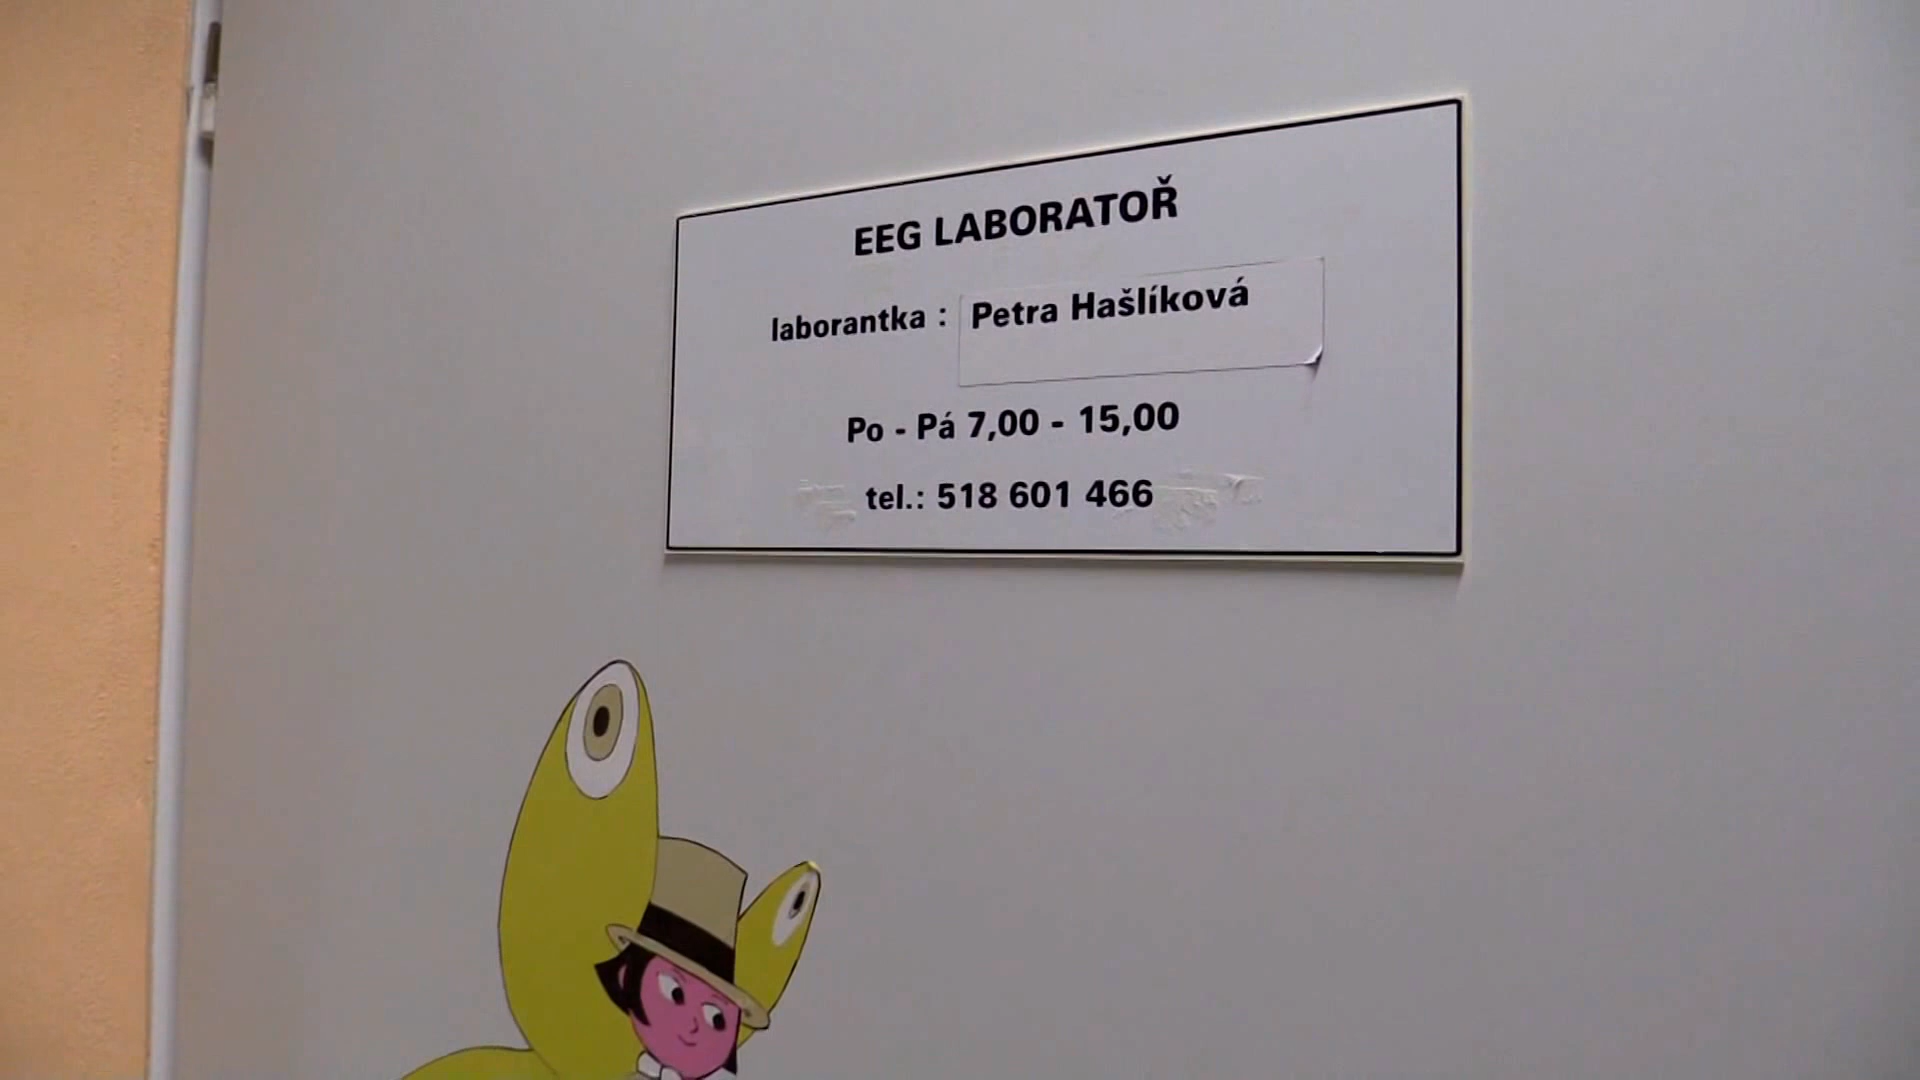 EEG LABORATOŘ
laborantka : Petra Hašlíková
Po - Pá 7,00 - 15,00
tel.: 518 601 466